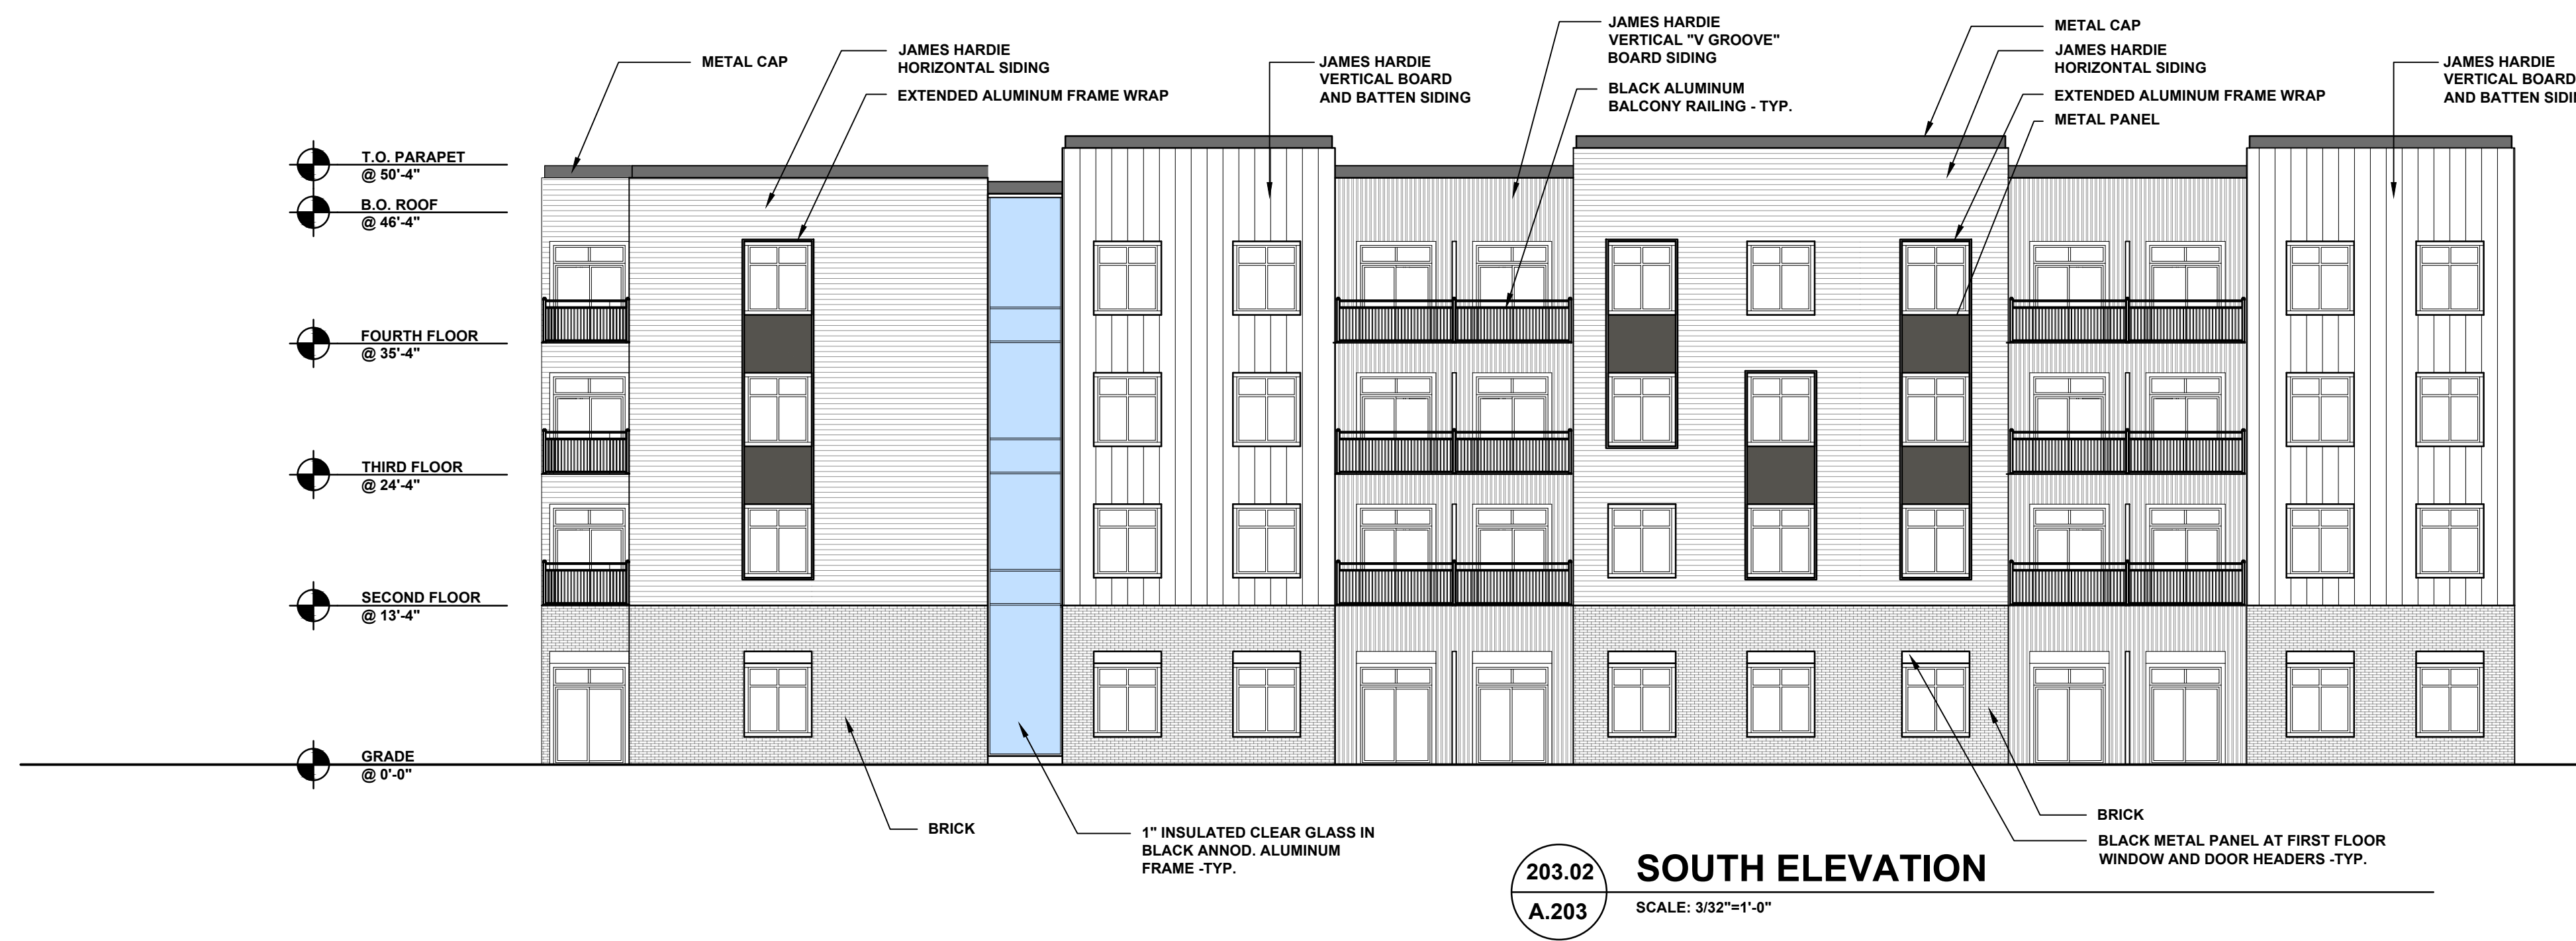 METAL CAP
JAMES HARDIE
HORIZONTAL SIDING
EXTENDED ALUMINUM FRAME WRAP
JAMES HARDIE
VERTICAL BOARD
AND BATTEN SIDING
JAMES HARDIE
VERTICAL "V GROOVE"
BOARD SIDING
BLACK ALUMINUM
BALCONY RAILING - TYP.
METAL CAP
JAMES HARDIE
HORIZONTAL SIDING
EXTENDED ALUMINUM FRAME WRAP
METAL PANEL
JAMES HARDIE
VERTICAL BOARD
AND BATTEN
T.O. PARAPET
@ 50'-4"
B.O. ROOF
@ 46'-4"
FOURTH FLOOR
@ 35'-4"
THIRD FLOOR
@ 24'-4"
SECOND FLOOR
@ 13'-4"
GRADE
@ 0'-0"
BRICK
1" INSULATED CLEAR GLASS IN
BLACK ANNOD. ALUMINUM
FRAME -TYP.
BRICK
BLACK METAL PANEL AT FIRST FLOOR
WINDOW AND DOOR HEADERS -TYP.
203.02
A.203
SOUTH ELEVATION
SCALE: 3/32"=1'-0"